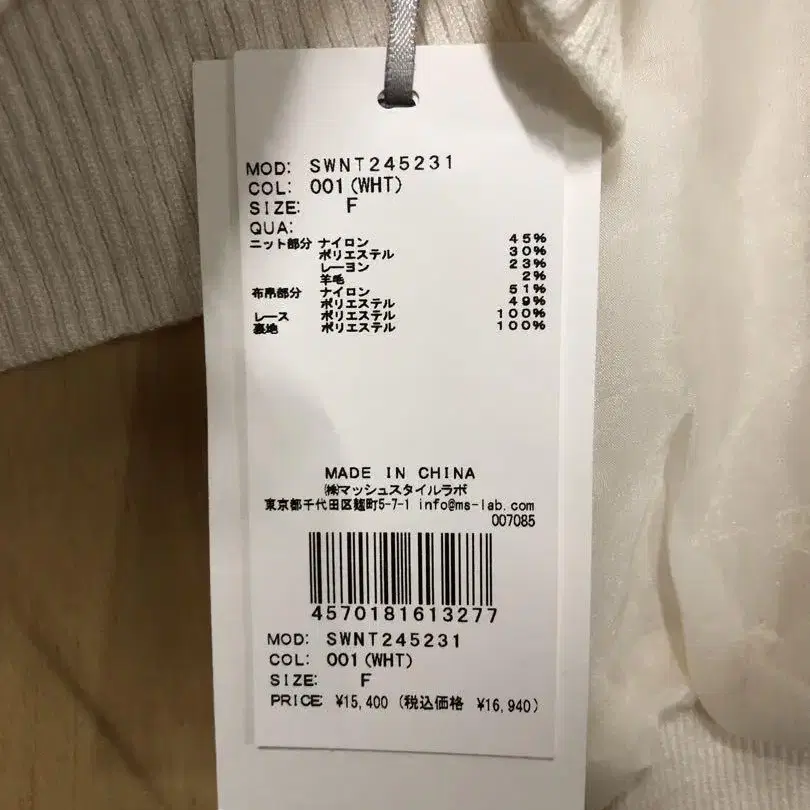 MOD: SWNT245231
COL: 001(WHT)
SIZE: F
QUA:
ニット部分 ナイロン 45%
ポリエステル 30%
レーヨン 23%
羊毛 2%
布帛部分 ナイロン 51%
ポリエステル 49%
レース ポリエステル 100%
裏地 ポリエステル 100%
MADE IN CHINA
㈱マッシュスタイルラボ
東京都千代田区麹町5-7-1 info@ms-lab.com
007085
4570181613277
MOD: SWNT245231
COL: 001(WHT)
SIZE: F
PRICE: ¥15,400 (税込価格 ¥16,940)